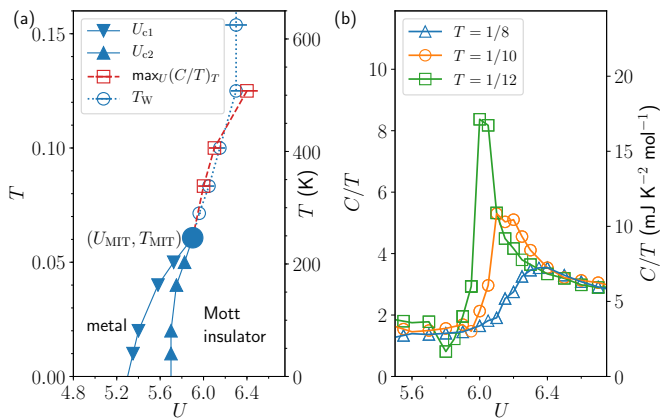 (a)
U_c1
U_c2
max_U(C/T)_T
T_W
(U_MIT, T_MIT)
metal
Mott
insulator
0.00
0.05
0.10
0.15
T
4.8
5.2
5.6
6.0
6.4
U
0
200
400
600
T (K)
(b)
T = 1/8
T = 1/10
T = 1/12
0
2
4
6
8
10
C/T
5.6
6.0
6.4
U
0
5
10
15
20
C/T (mJ K⁻² mol⁻¹)